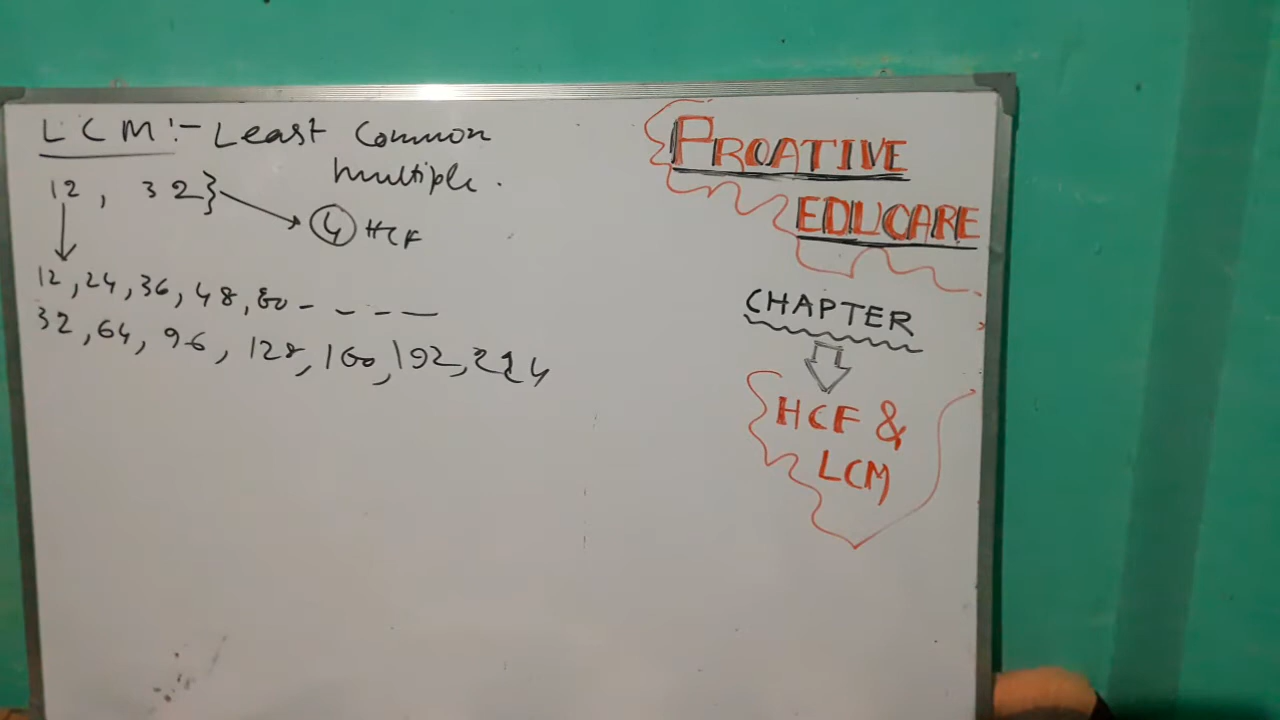 LCM :- Least Common
multiple.
12, 32}
4 HCF
12, 24, 36, 48, 60 - - - -
32, 64, 96, 128, 160, 192, 224
PROATIVE
EDUCARE
CHAPTER
HCF &
LCM